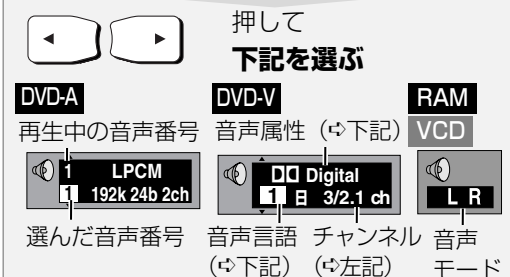 押して
下記を選ぶ
DVD-A
再生中の音声番号
1 LPCM
1 192k 24b 2ch
選んだ音声番号
DVD-V
音声属性（➪下記）
DD Digital
1 日 3/2.1 ch
音声言語
（➪下記）
チャンネル
（➪左記）
RAM
VCD
L R
音声
モード